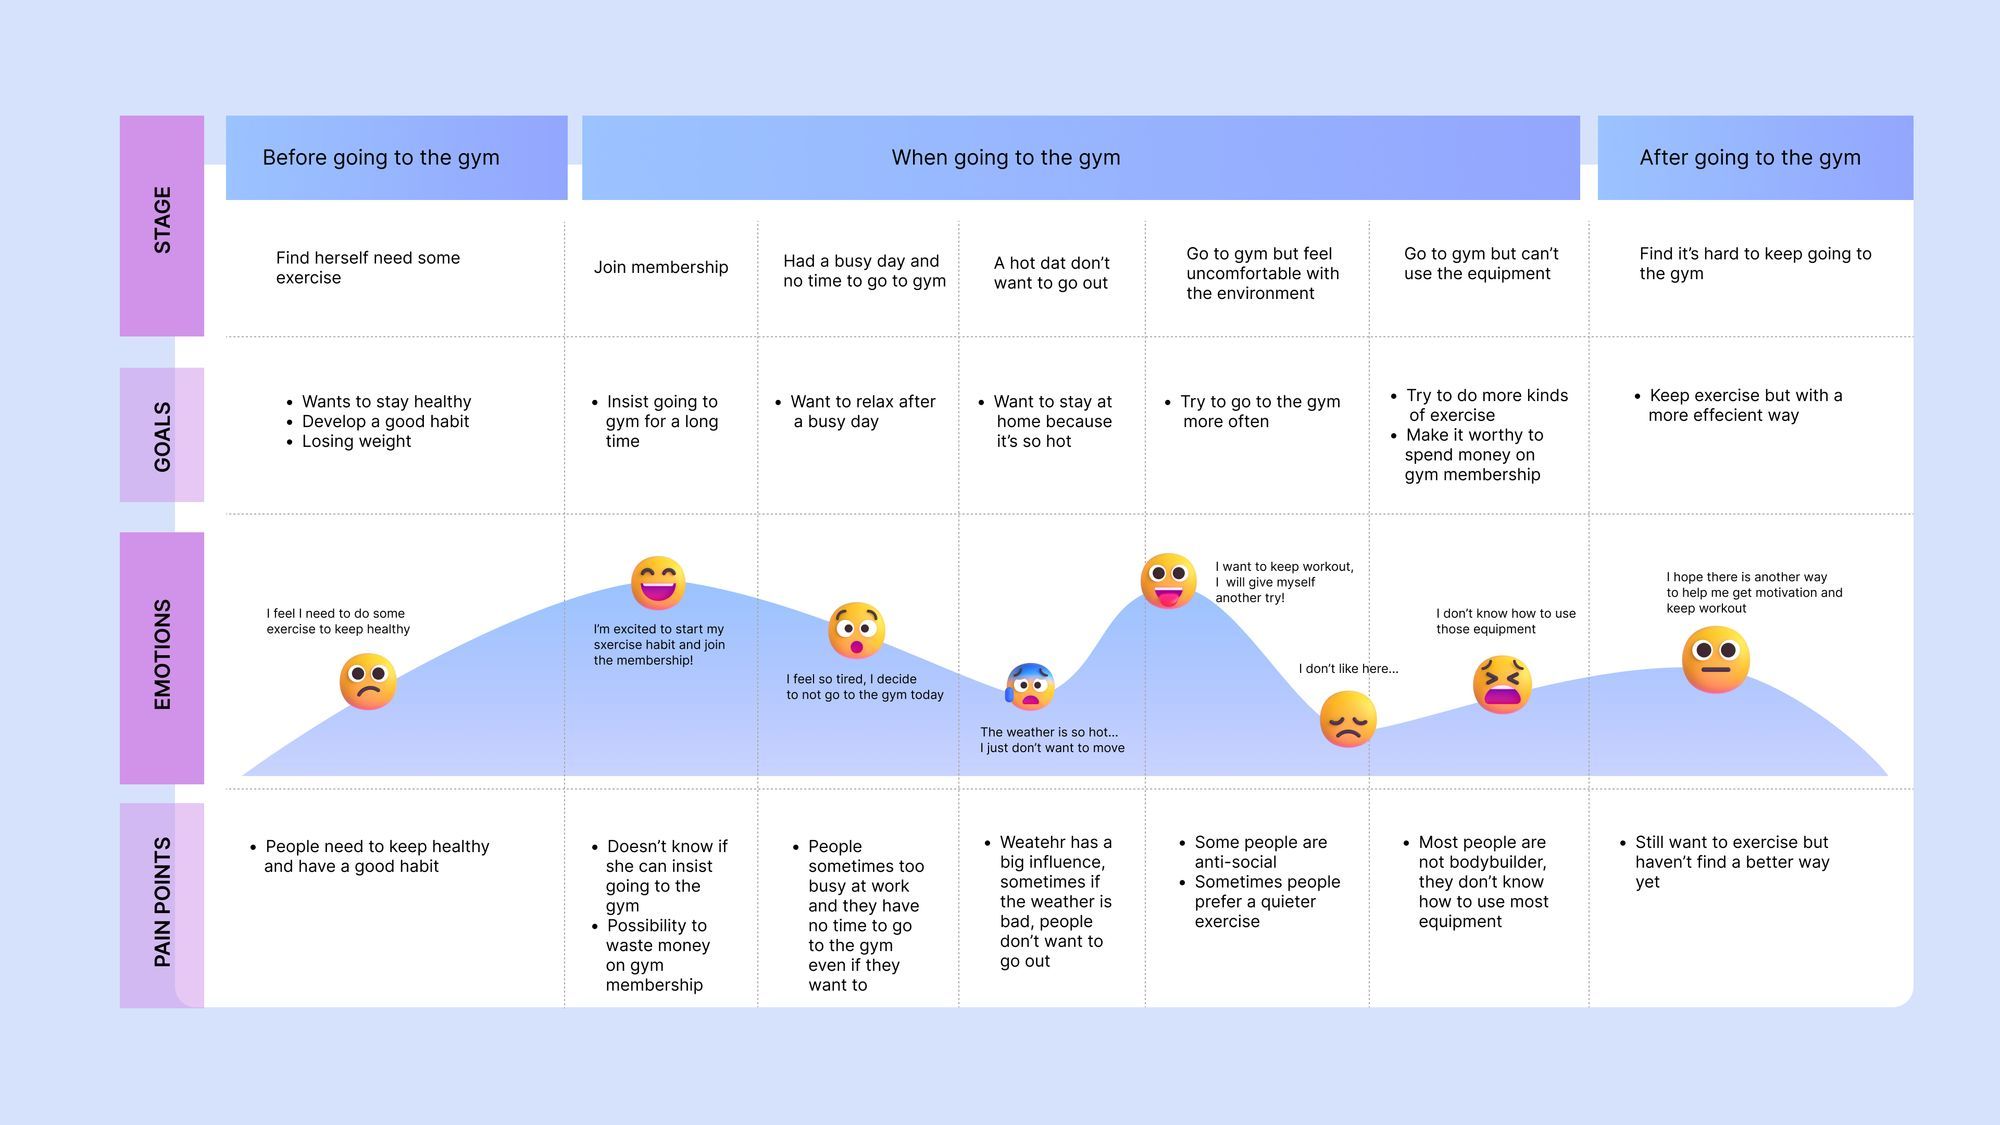 STAGE
Before going to the gym
When going to the gym
After going to the gym
Find herself need some
exercise
Join membership
Had a busy day and
no time to go to gym
A hot dat don’t
want to go out
Go to gym but feel
uncomfortable with
the environment
Go to gym but can’t
use the equipment
Find it’s hard to keep going to
the gym
GOALS
• Wants to stay healthy
• Develop a good habit
• Losing weight
• Insist going to
gym for a long
time
• Want to relax after
a busy day
• Want to stay at
home because
it’s so hot
• Try to go to the gym
more often
• Try to do more kinds
of exercise
• Make it worthy to
spend money on
gym membership
• Keep exercise but with a
more effecient way
EMOTIONS
I feel I need to do some
exercise to keep healthy
I’m excited to start my
sxercise habit and join
the membership!
I feel so tired, I decide
to not go to the gym today
The weather is so hot...
I just don’t want to move
I want to keep workout,
I will give myself
another try!
I don’t like here...
I don’t know how to use
those equipment
I hope there is another way
to help me get motivation and
keep workout
PAIN POINTS
• People need to keep healthy
and have a good habit
• Doesn’t know if
she can insist
going to the
gym
• Possibility to
waste money
on gym
membership
• People
sometimes too
busy at work
and they have
no time to go
to the gym
even if they
want to
• Weatehr has a
big influence,
sometimes if
the weather is
bad, people
don’t want to
go out
• Some people are
anti-social
• Sometimes people
prefer a quieter
exercise
• Most people are
not bodybuilder,
they don’t know
how to use most
equipment
• Still want to exercise but
haven’t find a better way
yet